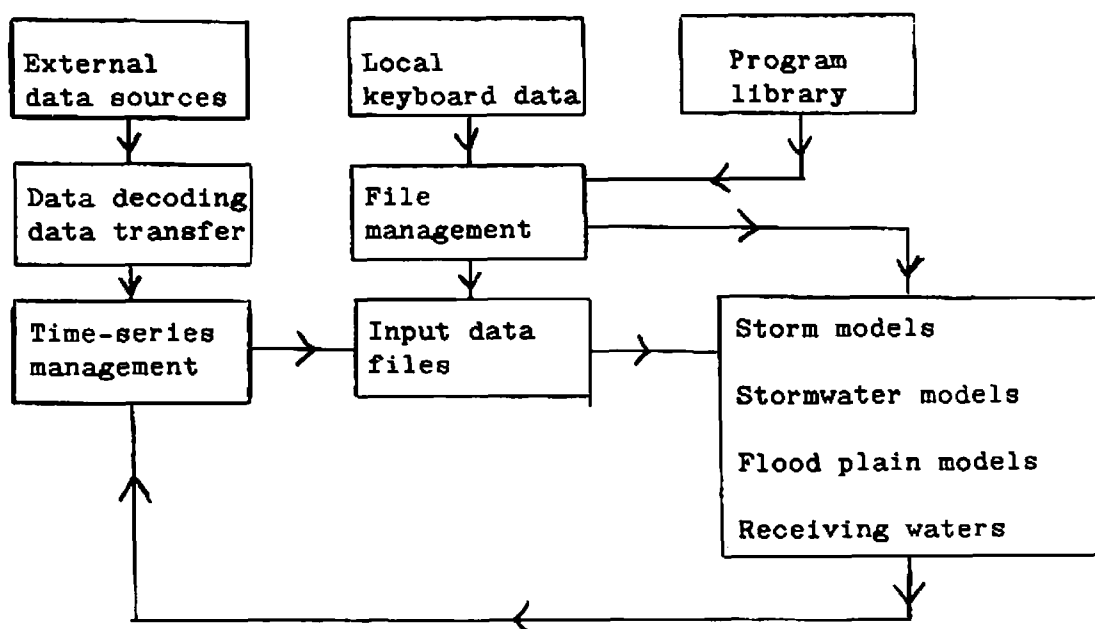 External
data sources
Local
keyboard data
Program
library
Data decoding
data transfer
File
management
Time-series
management
Input data
files
Storm models
Stormwater models
Flood plain models
Receiving waters